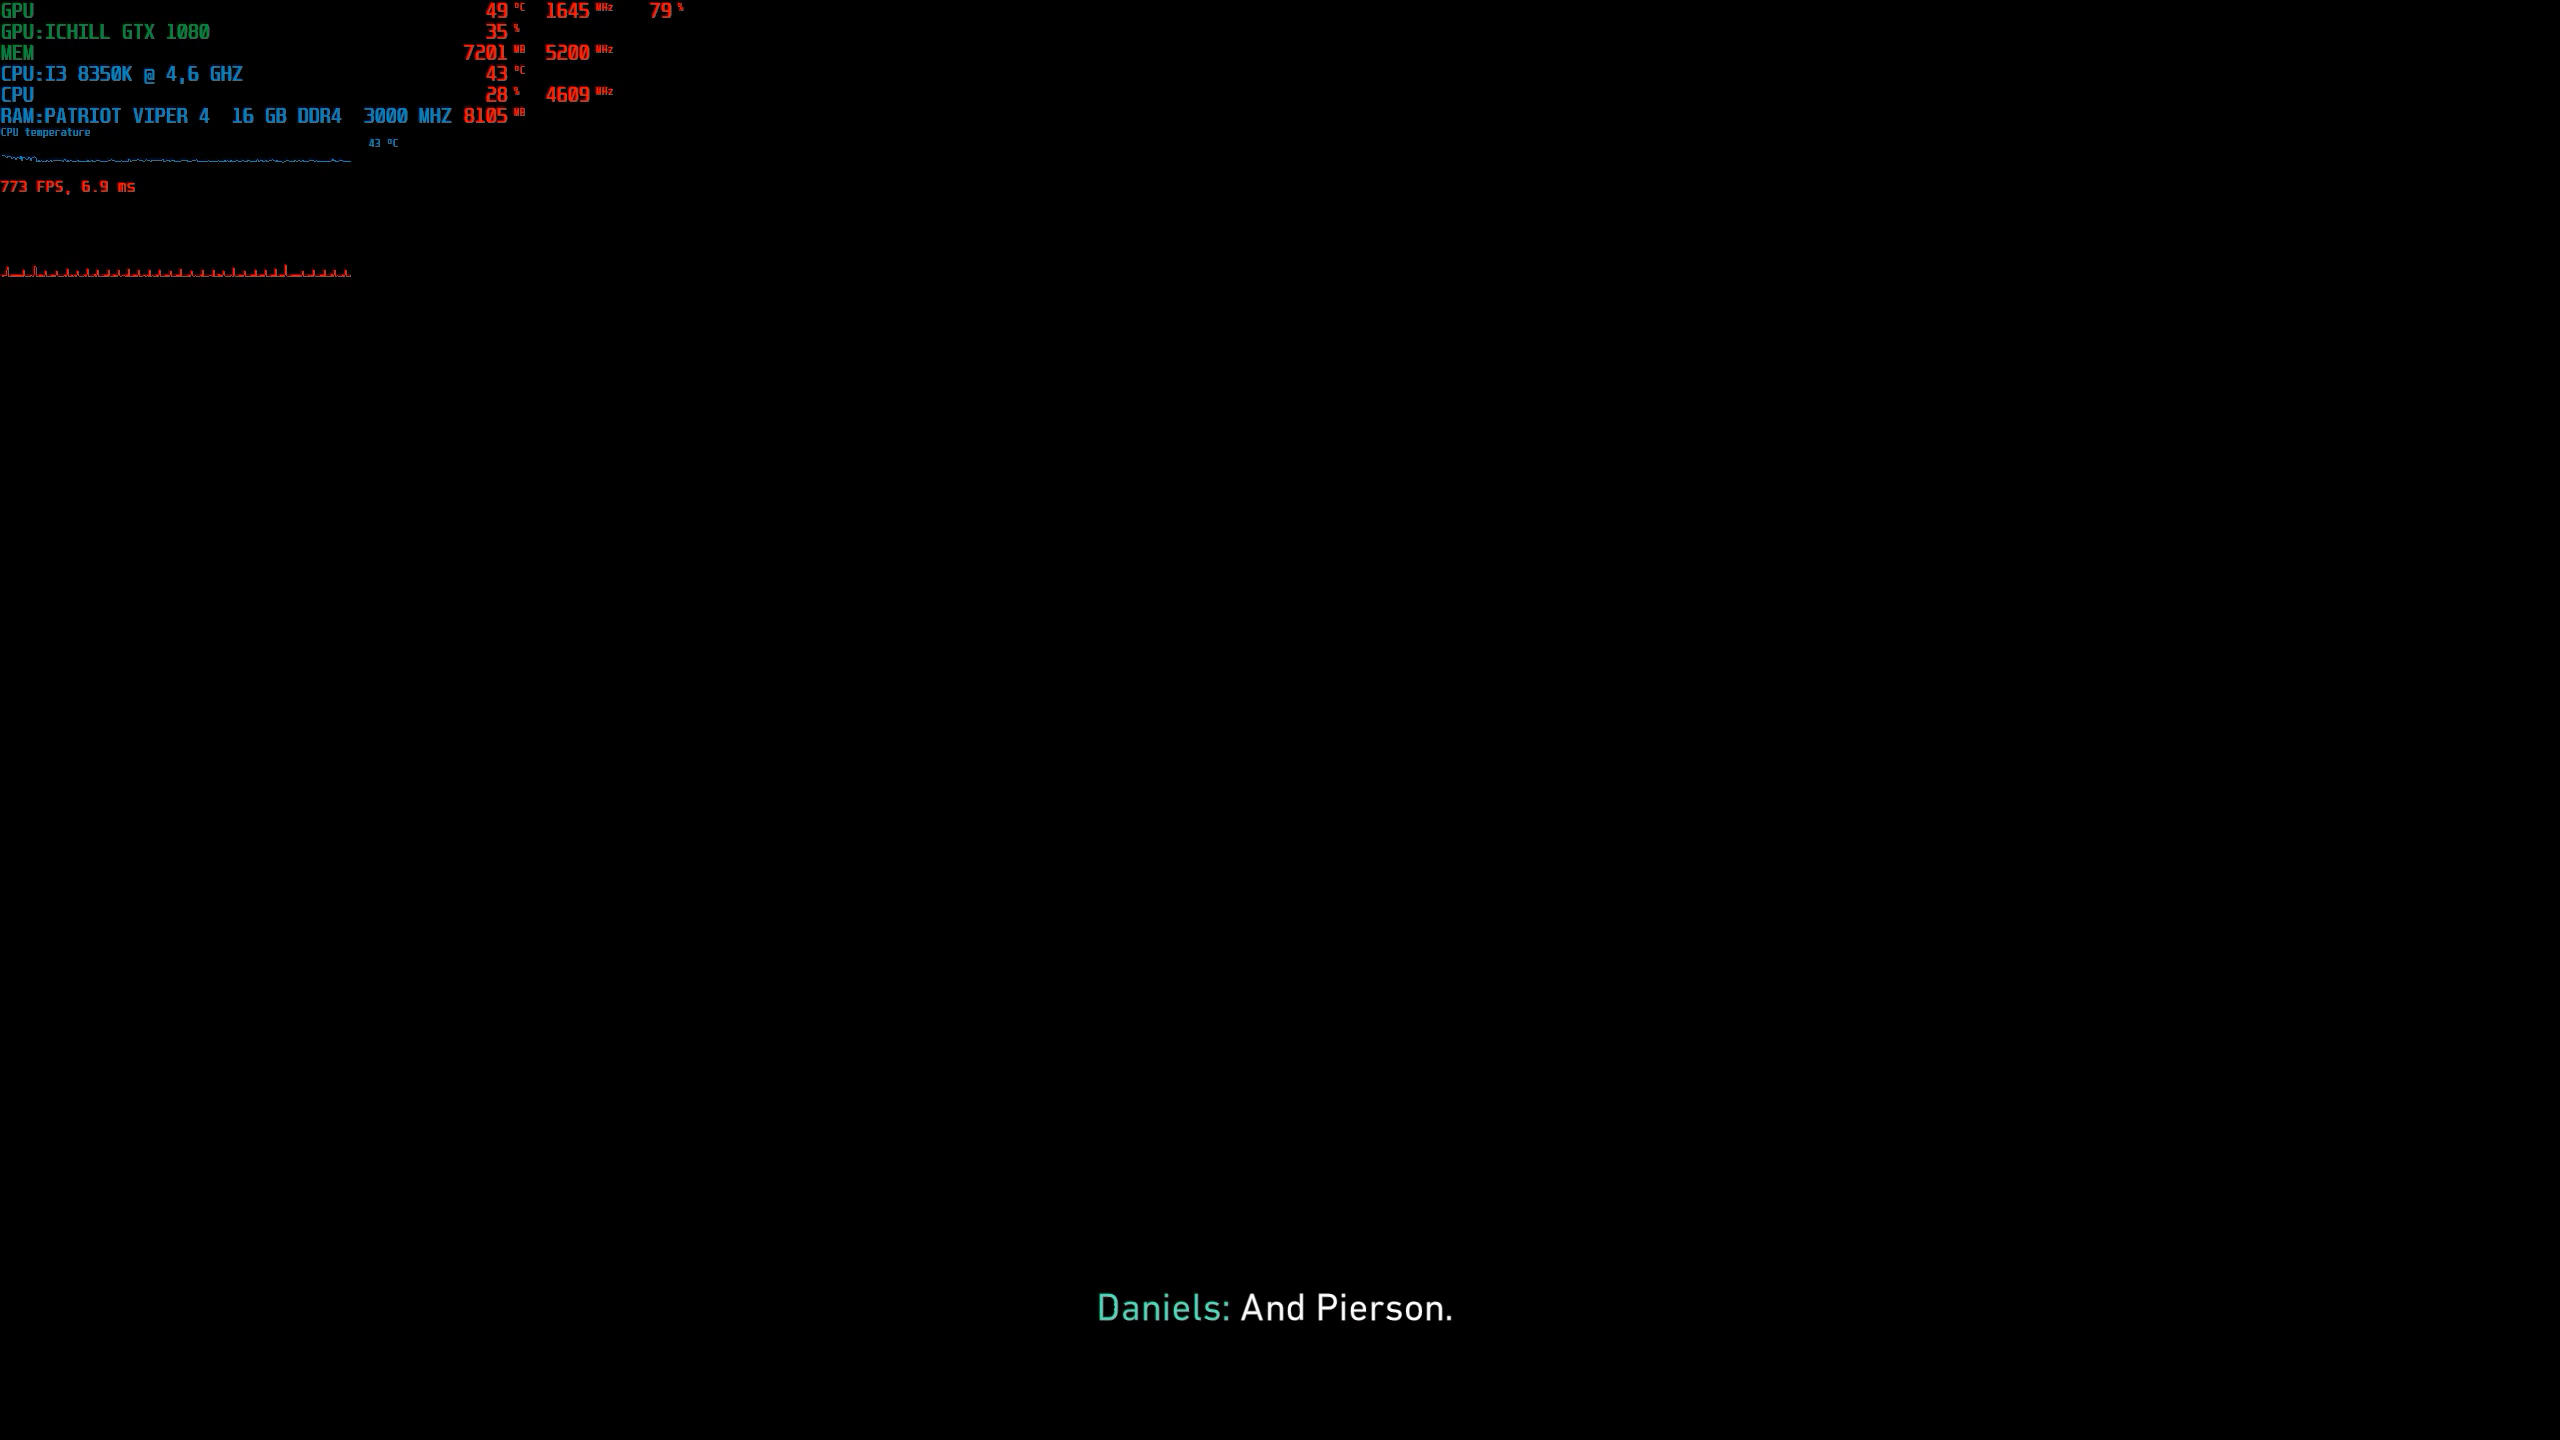 GPU 49 °C 1645 MHz 79 %
GPU:ICHILL GTX 1080 35 %
MEM 7201 MB 5200 MHz
CPU:I3 8350K @ 4,6 GHZ 43 °C
CPU 28 % 4609 MHz
RAM:PATRIOT VIPER 4 16 GB DDR4 3000 MHZ 8105 MB
CPU temperature
43 °C
773 FPS, 6.9 ms
Daniels: And Pierson.